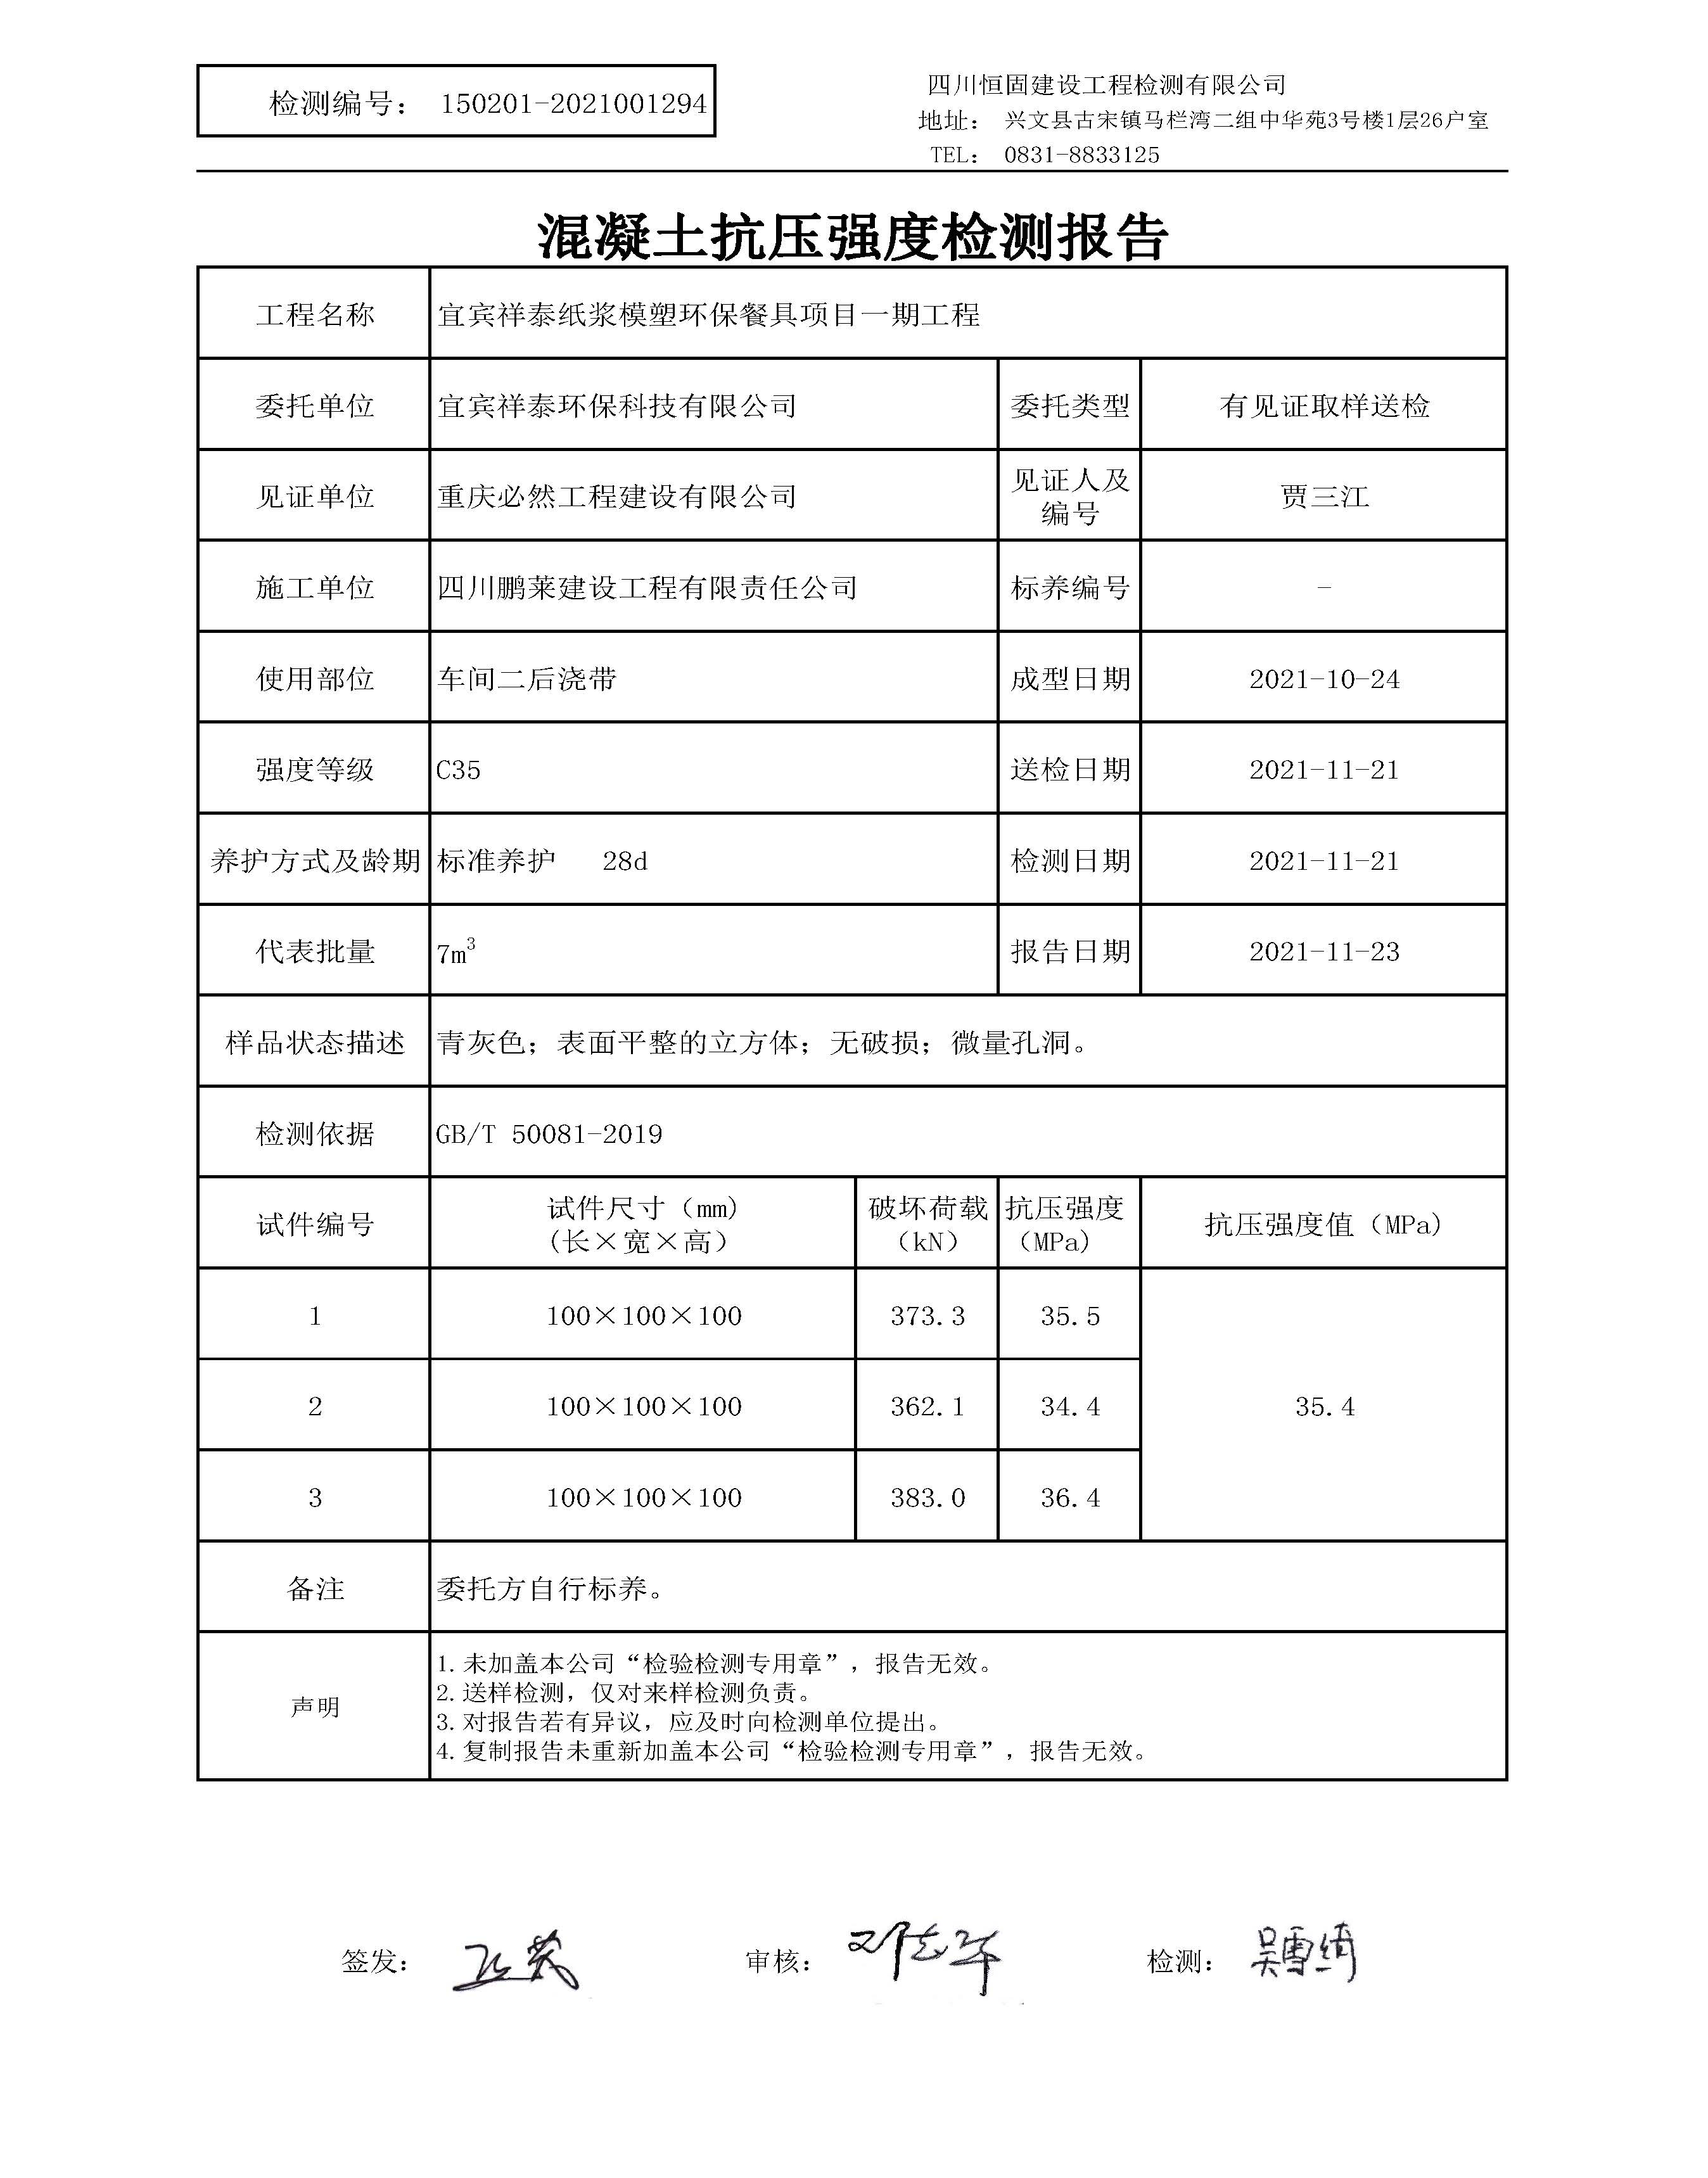 检测编号： 150201-2021001294
四川恒固建设工程检测有限公司
地址： 兴文县古宋镇马栏湾二组中华苑3号楼1层26户室
TEL： 0831-8833125
混凝土抗压强度检测报告
工程名称 宜宾祥泰纸浆模塑环保餐具项目一期工程
委托单位 宜宾祥泰环保科技有限公司 委托类型 有见证取样送检
见证单位 重庆必然工程建设有限公司 见证人及编号 贾三江
施工单位 四川鹏莱建设工程有限责任公司 标养编号 -
使用部位 车间二后浇带 成型日期 2021-10-24
强度等级 C35 送检日期 2021-11-21
养护方式及龄期 标准养护 28d 检测日期 2021-11-21
代表批量 7m³ 报告日期 2021-11-23
样品状态描述 青灰色；表面平整的立方体；无破损；微量孔洞。
检测依据 GB/T 50081-2019
试件编号 试件尺寸（mm）(长×宽×高） 破坏荷载（kN） 抗压强度（MPa） 抗压强度值（MPa）
1 100×100×100 373.3 35.5
2 100×100×100 362.1 34.4 35.4
3 100×100×100 383.0 36.4
备注 委托方自行标养。
声明
1.未加盖本公司“检验检测专用章”，报告无效。
2.送样检测，仅对来样检测负责。
3.对报告若有异议，应及时向检测单位提出。
4.复制报告未重新加盖本公司“检验检测专用章”，报告无效。
签发： 审核： 邓志华 检测： 吴雪绮